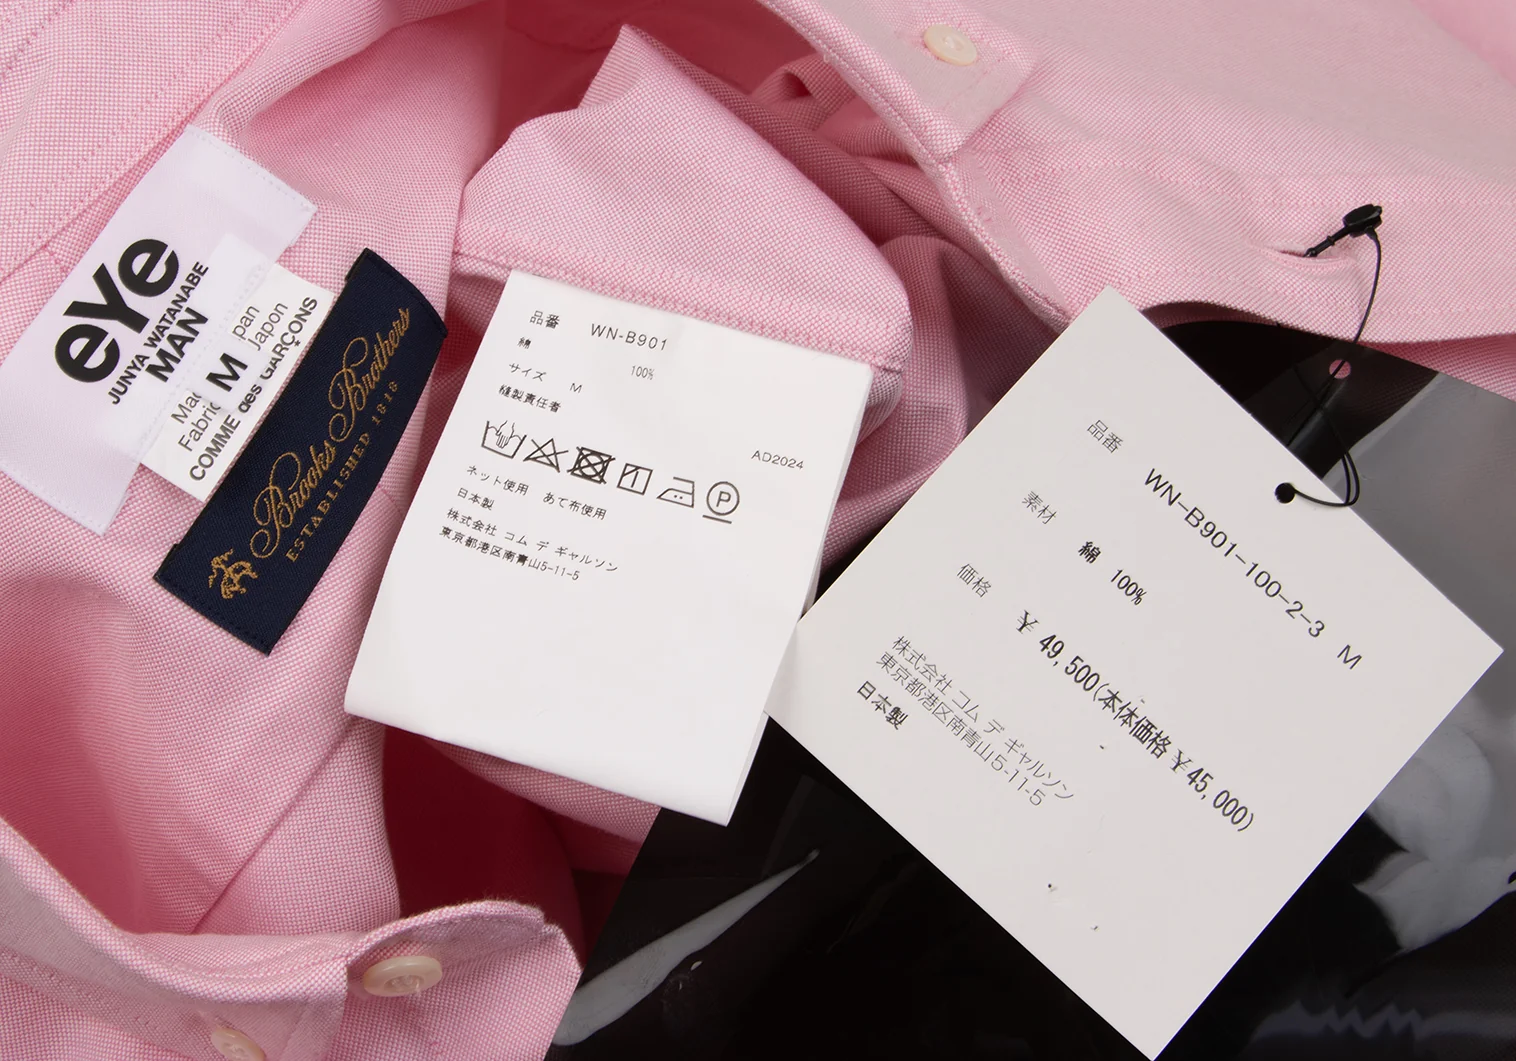 eYe
JUNYA WATANABE
MAN
pan
Japon
M
Fabri
COMME des GARÇONS
Brooks Brothers
ESTABLISHED 1818
品番 WN-B901
綿 100%
サイズ M
縫製責任者
AD2024
P
ネット使用 あて布使用
日本製
株式会社 コム デ ギャルソン
東京都港区南青山5-11-5
品番 WN-B901-100-2-3 M
素材 綿 100%
価格 ¥ 49,500(本体価格 ¥45,000)
株式会社 コム デ ギャルソン
東京都港区南青山5-11-5
日本製